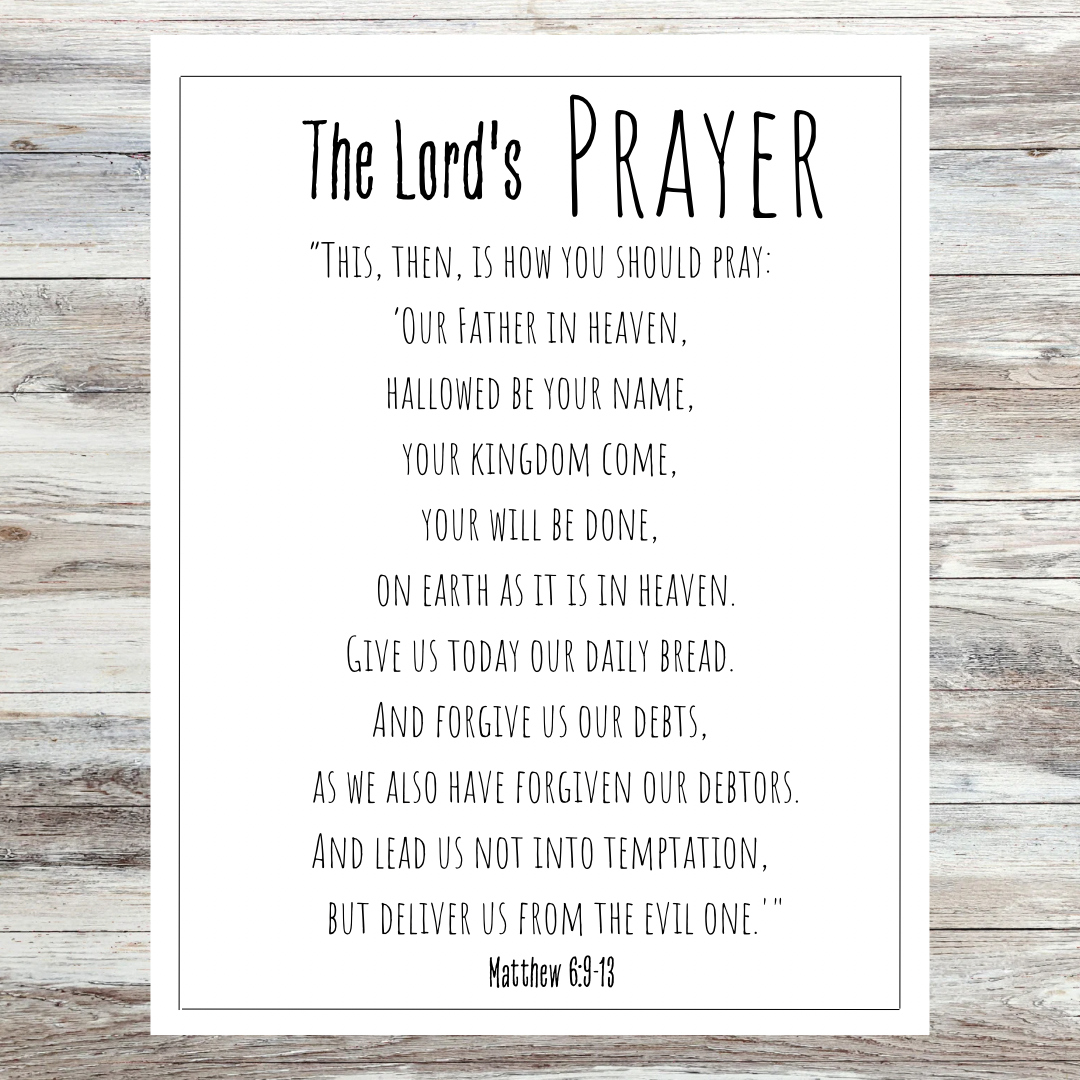 The Lord's PRAYER
"This, then, is how you should pray:
'Our Father in heaven,
hallowed be your name,
your kingdom come,
your will be done,
on earth as it is in heaven.
Give us today our daily bread.
And forgive us our debts,
as we also have forgiven our debtors.
And lead us not into temptation,
but deliver us from the evil one.'"
Matthew 6:9-13